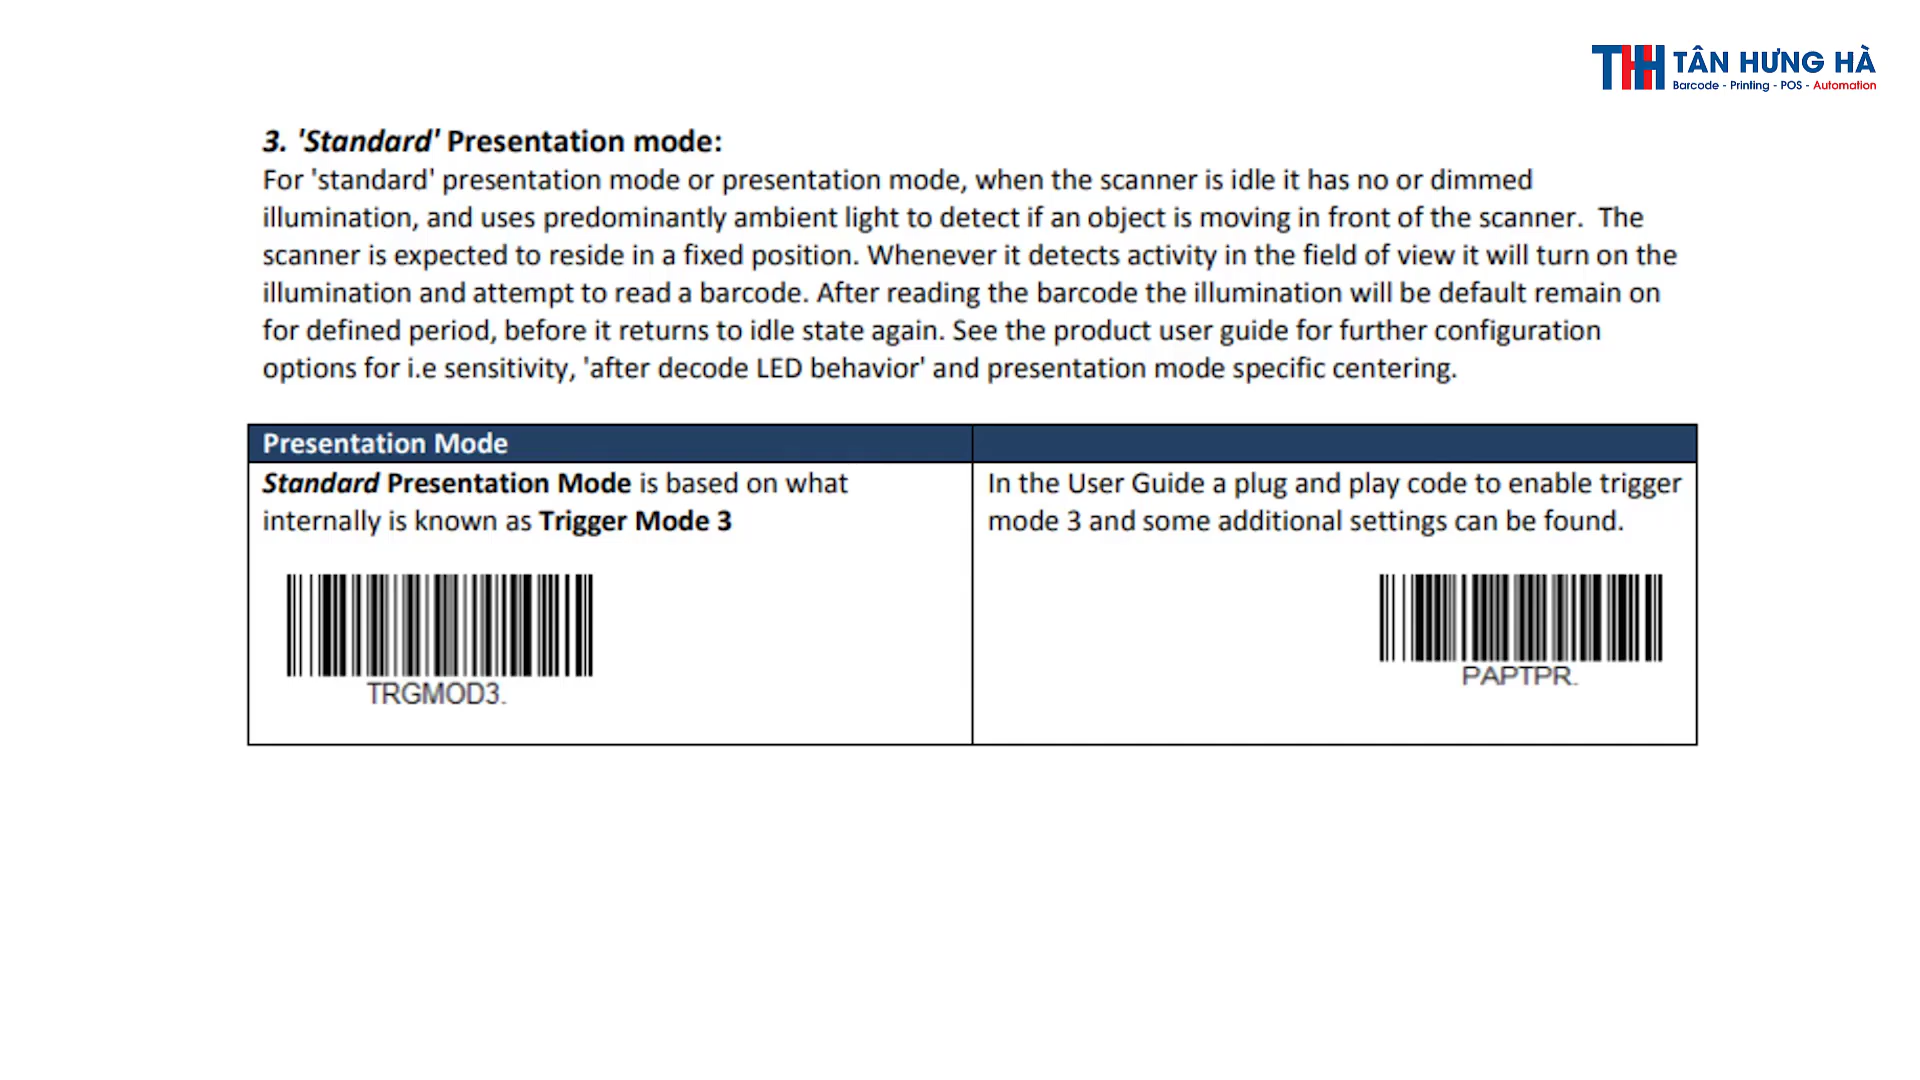 THH TÂN HƯNG HÀ
Barcode - Printing - POS - Automation
3. 'Standard' Presentation mode:
For 'standard' presentation mode or presentation mode, when the scanner is idle it has no or dimmed
illumination, and uses predominantly ambient light to detect if an object is moving in front of the scanner.  The
scanner is expected to reside in a fixed position. Whenever it detects activity in the field of view it will turn on the
illumination and attempt to read a barcode. After reading the barcode the illumination will be default remain on
for defined period, before it returns to idle state again. See the product user guide for further configuration
options for i.e sensitivity, 'after decode LED behavior' and presentation mode specific centering.
Presentation Mode
Standard Presentation Mode is based on what
internally is known as Trigger Mode 3
TRGMOD3.
In the User Guide a plug and play code to enable trigger
mode 3 and some additional settings can be found.
PAPTPR.